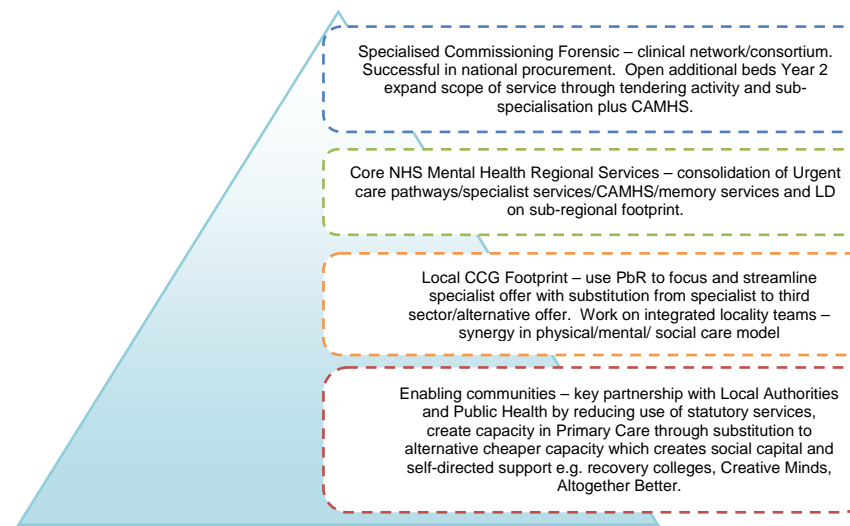 Specialised Commissioning Forensic – clinical network/consortium.
Successful in national procurement.  Open additional beds Year 2
expand scope of service through tendering activity and sub-
specialisation plus CAMHS.
Core NHS Mental Health Regional Services – consolidation of Urgent
care pathways/specialist services/CAMHS/memory services and LD
on sub-regional footprint.
Local CCG Footprint – use PbR to focus and streamline
specialist offer with substitution from specialist to third
sector/alternative offer.  Work on integrated locality teams –
synergy in physical/mental/ social care model
Enabling communities – key partnership with Local Authorities
and Public Health by reducing use of statutory services,
create capacity in Primary Care through substitution to
alternative cheaper capacity which creates social capital and
self-directed support e.g. recovery colleges, Creative Minds,
Altogether Better.